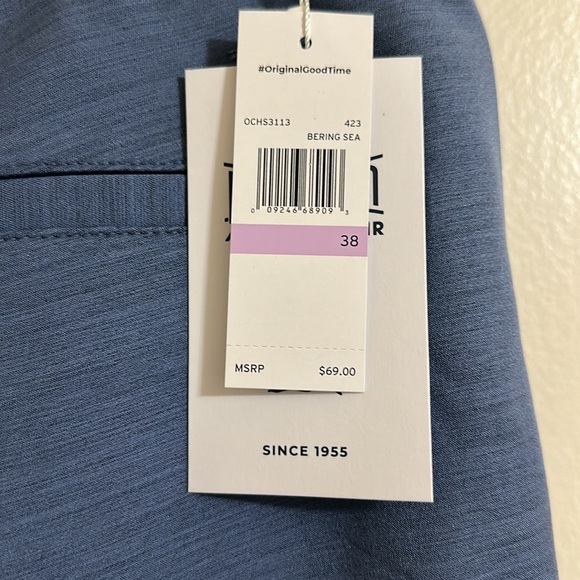 #OriginalGoodTime
OCHS3113 423
BERING SEA
0 09246 68909 3
38
MSRP $69.00
SINCE 1955